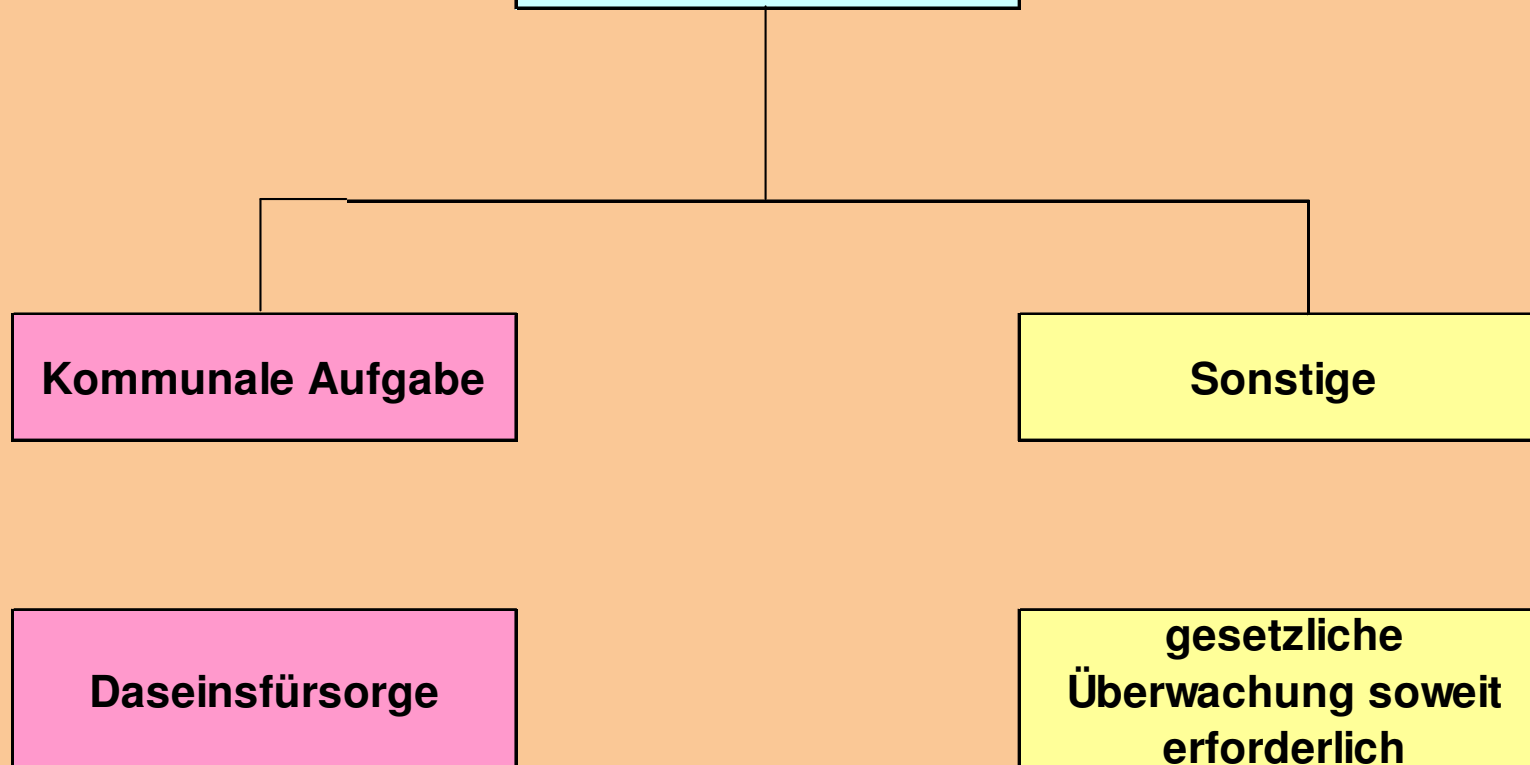 Kommunale Aufgabe
Sonstige
Daseinsfürsorge
gesetzliche
Überwachung soweit
erforderlich